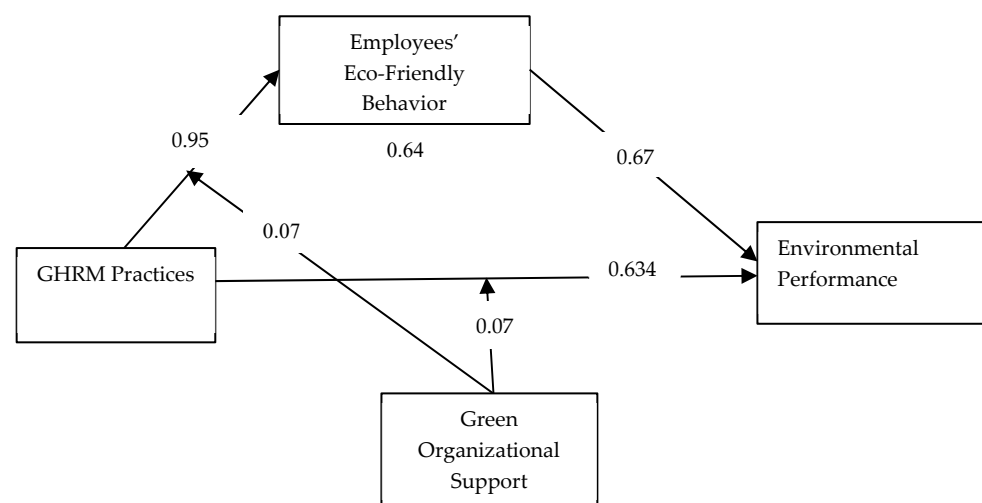 Employees’
Eco-Friendly
Behavior
0.95
0.64
0.67
0.07
GHRM Practices
0.634
Environmental
Performance
0.07
Green
Organizational
Support